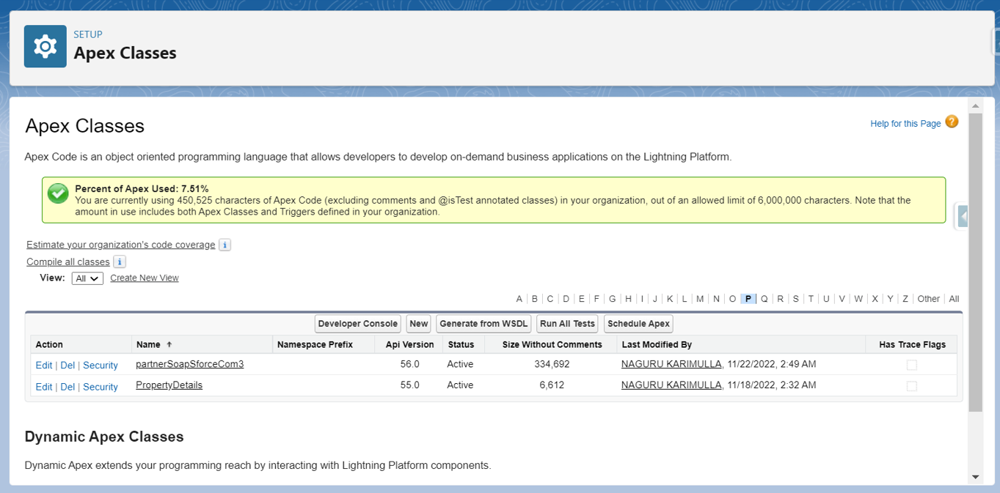 SETUP
Apex Classes
Apex Classes
Help for this Page ?
Apex Code is an object oriented programming language that allows developers to develop on-demand business applications on the Lightning Platform.
Percent of Apex Used: 7.51%
You are currently using 450,525 characters of Apex Code (excluding comments and @isTest annotated classes) in your organization, out of an allowed limit of 6,000,000 characters. Note that the
amount in use includes both Apex Classes and Triggers defined in your organization.
Estimate your organization's code coverage i
Compile all classes i
View: All Create New View
A | B | C | D | E | F | G | H | I | J | K | L | M | N | O | P | Q | R | S | T | U | V | W | X | Y | Z | Other | All
Developer Console New Generate from WSDL Run All Tests Schedule Apex
Action Name ↑ Namespace Prefix Api Version Status Size Without Comments Last Modified By Has Trace Flags
Edit | Del | Security partnerSoapSforceCom3 56.0 Active 334,692 NAGURU KARIMULLA, 11/22/2022, 2:49 AM
Edit | Del | Security PropertyDetails 55.0 Active 6,612 NAGURU KARIMULLA, 11/18/2022, 2:32 AM
Dynamic Apex Classes
Dynamic Apex extends your programming reach by interacting with Lightning Platform components.